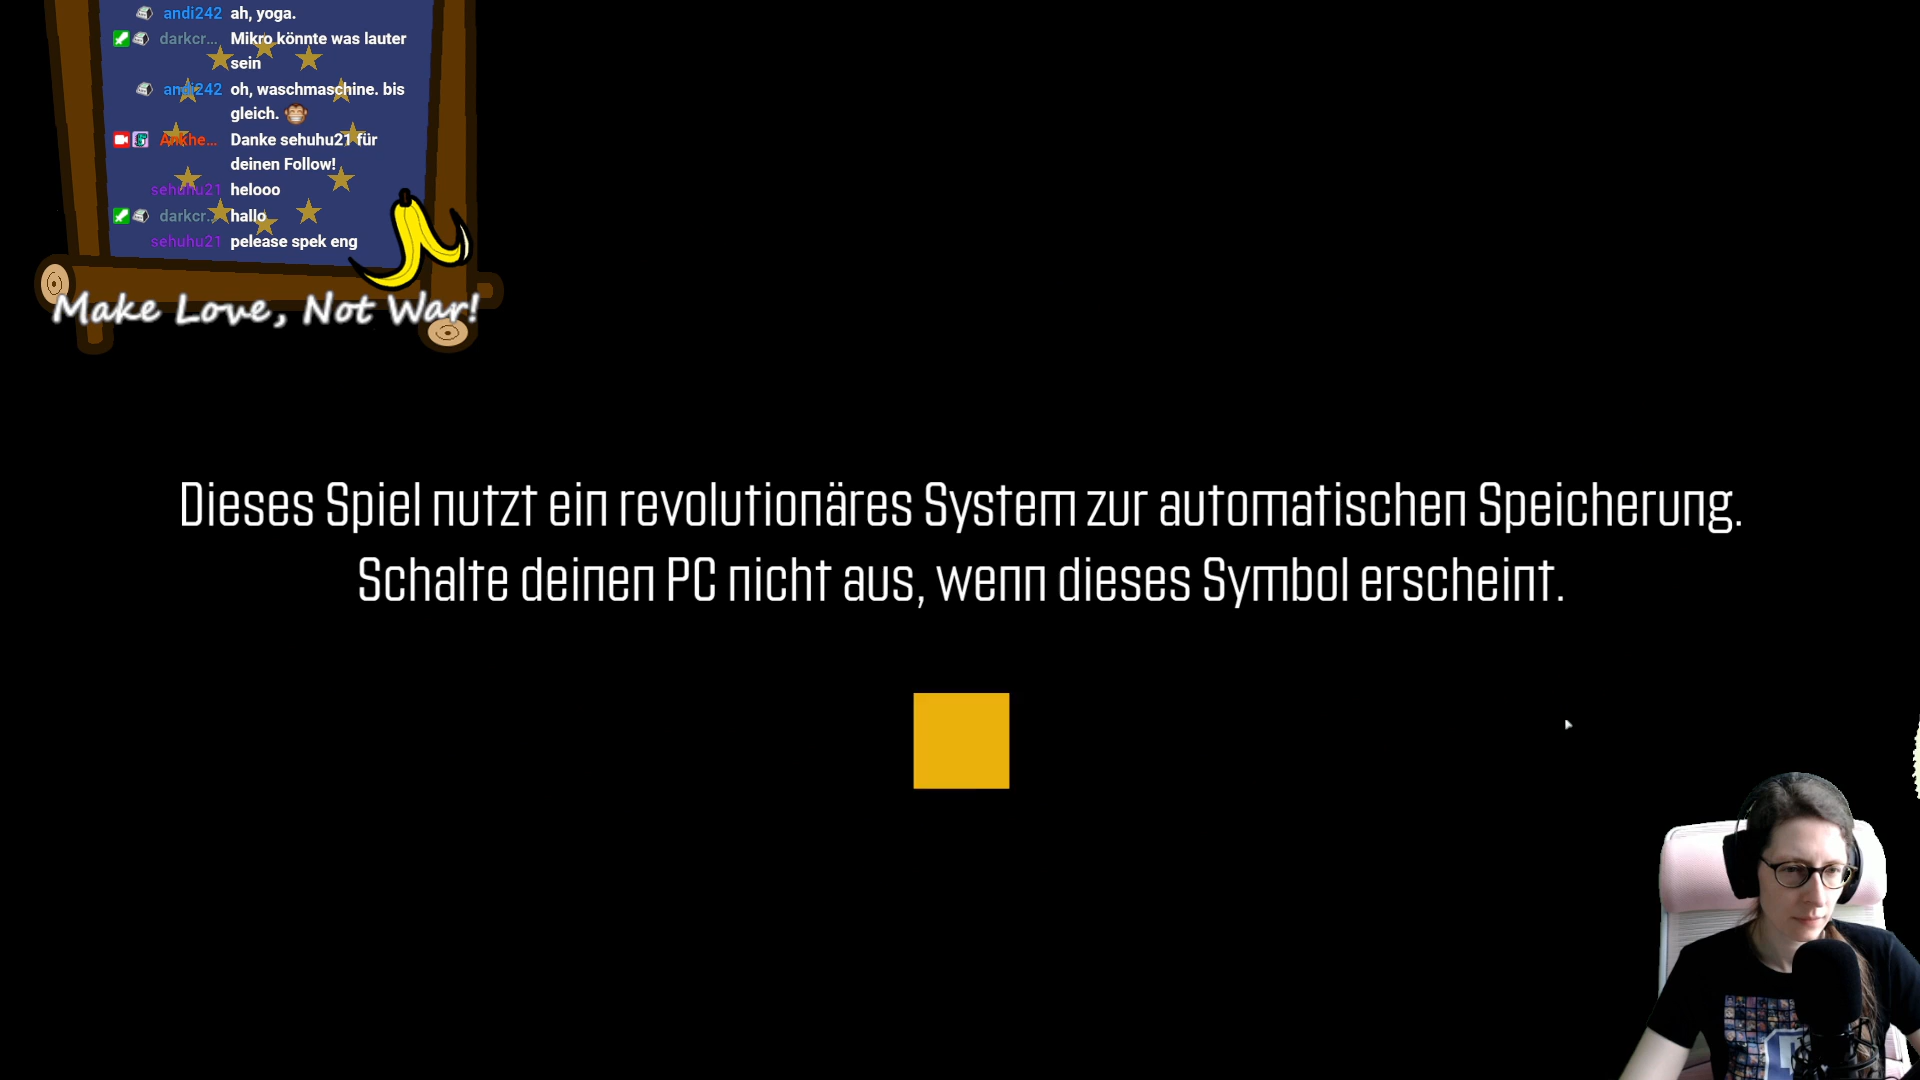 andi242 ah, yoga.
darkcr... Mikro könnte was lauter
sein
andi242 oh, waschmaschine. bis
gleich.
Ankhe... Danke sehuhu21 für
deinen Follow!
sehuhu21 helooo
darkcr... hallo
sehuhu21 pelease spek eng
Make Love, Not War!
Dieses Spiel nutzt ein revolutionäres System zur automatischen Speicherung.
Schalte deinen PC nicht aus, wenn dieses Symbol erscheint.